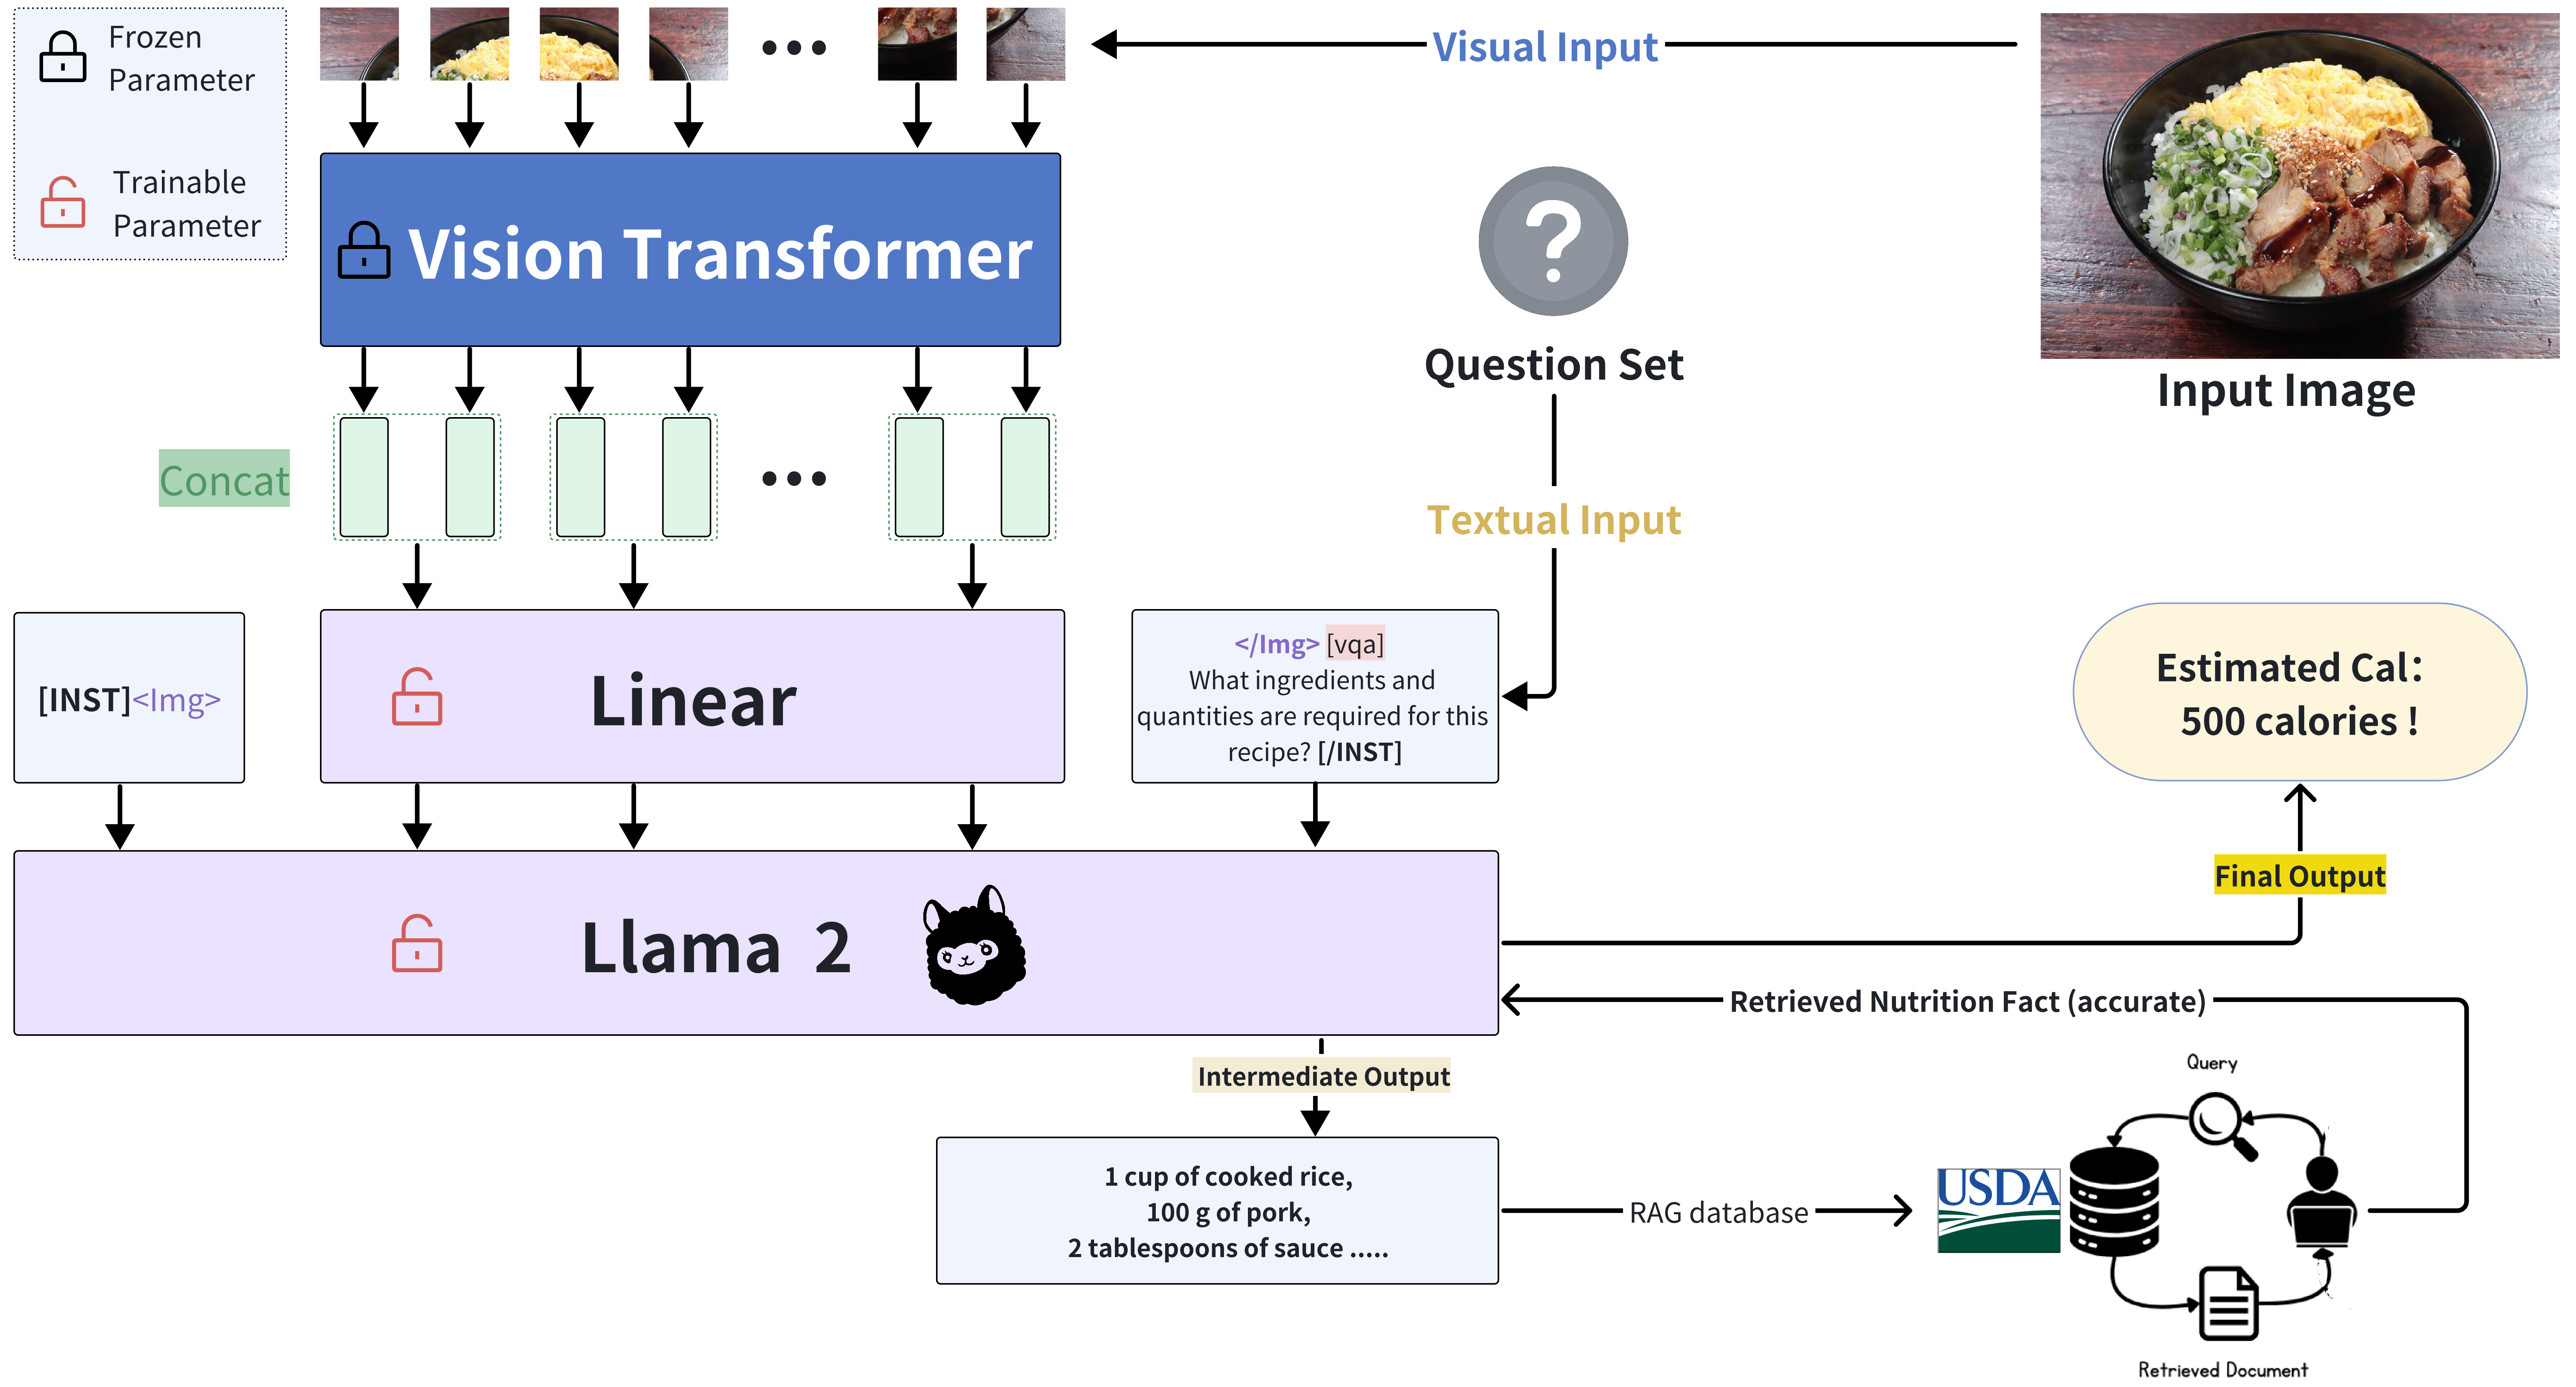 Frozen
Parameter
Trainable
Parameter
Visual Input
Vision Transformer
Question Set
Input Image
Concat
Textual Input
[INST]<Img>
Linear
</Img> [vqa]
What ingredients and
quantities are required for this
recipe? [/INST]
Estimated Cal:
500 calories !
Final Output
Llama 2
Retrieved Nutrition Fact (accurate)
Intermediate Output
Query
1 cup of cooked rice,
100 g of pork,
2 tablespoons of sauce .....
RAG database
USDA
Retrieved Document